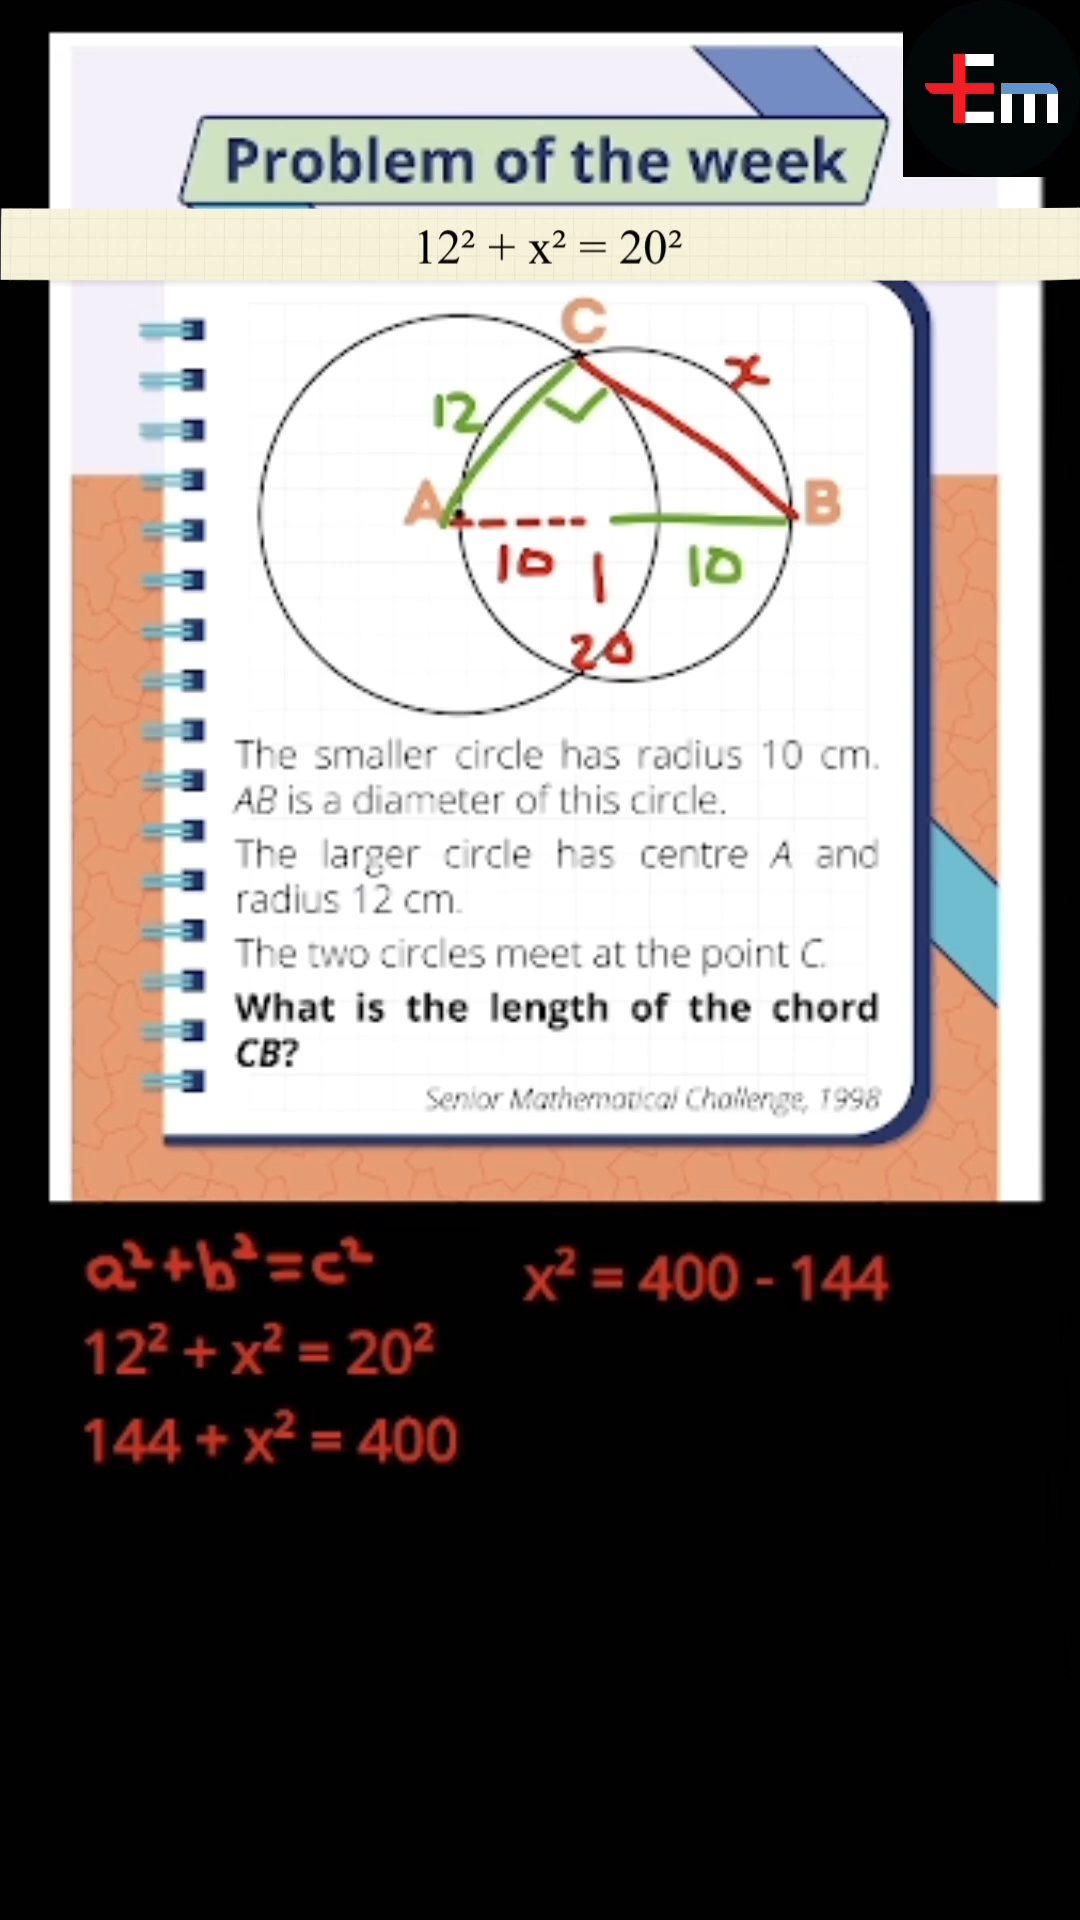 Em
Problem of the week
12² + x² = 20²
C
x
12
A
B
10
10
1
20
The smaller circle has radius 10 cm.
AB is a diameter of this circle.
The larger circle has centre A and
radius 12 cm.
The two circles meet at the point C.
What is the length of the chord
CB?
Senior Mathematical Challenge, 1998
a²+b²=c²
12² + x² = 20²
144 + x² = 400
x² = 400 - 144